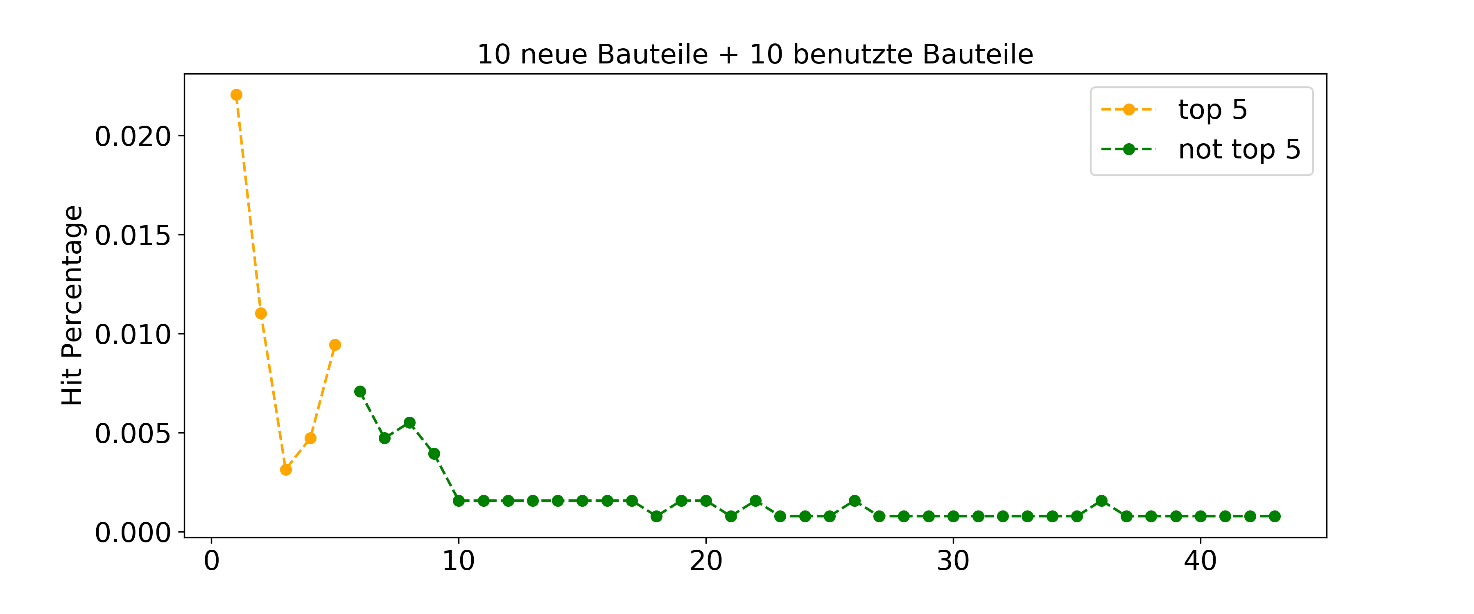 10 neue Bauteile + 10 benutzte Bauteile
top 5
not top 5
Hit Percentage
0.020
0.015
0.010
0.005
0.000
0 10 20 30 40